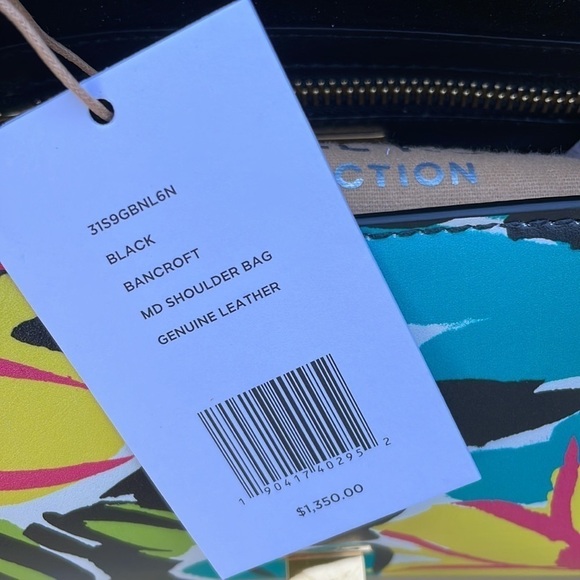 31S9GBNL6N
BLACK
BANCROFT
MD SHOULDER BAG
GENUINE LEATHER
1 90417 40295 2
$1,350.00
CTION